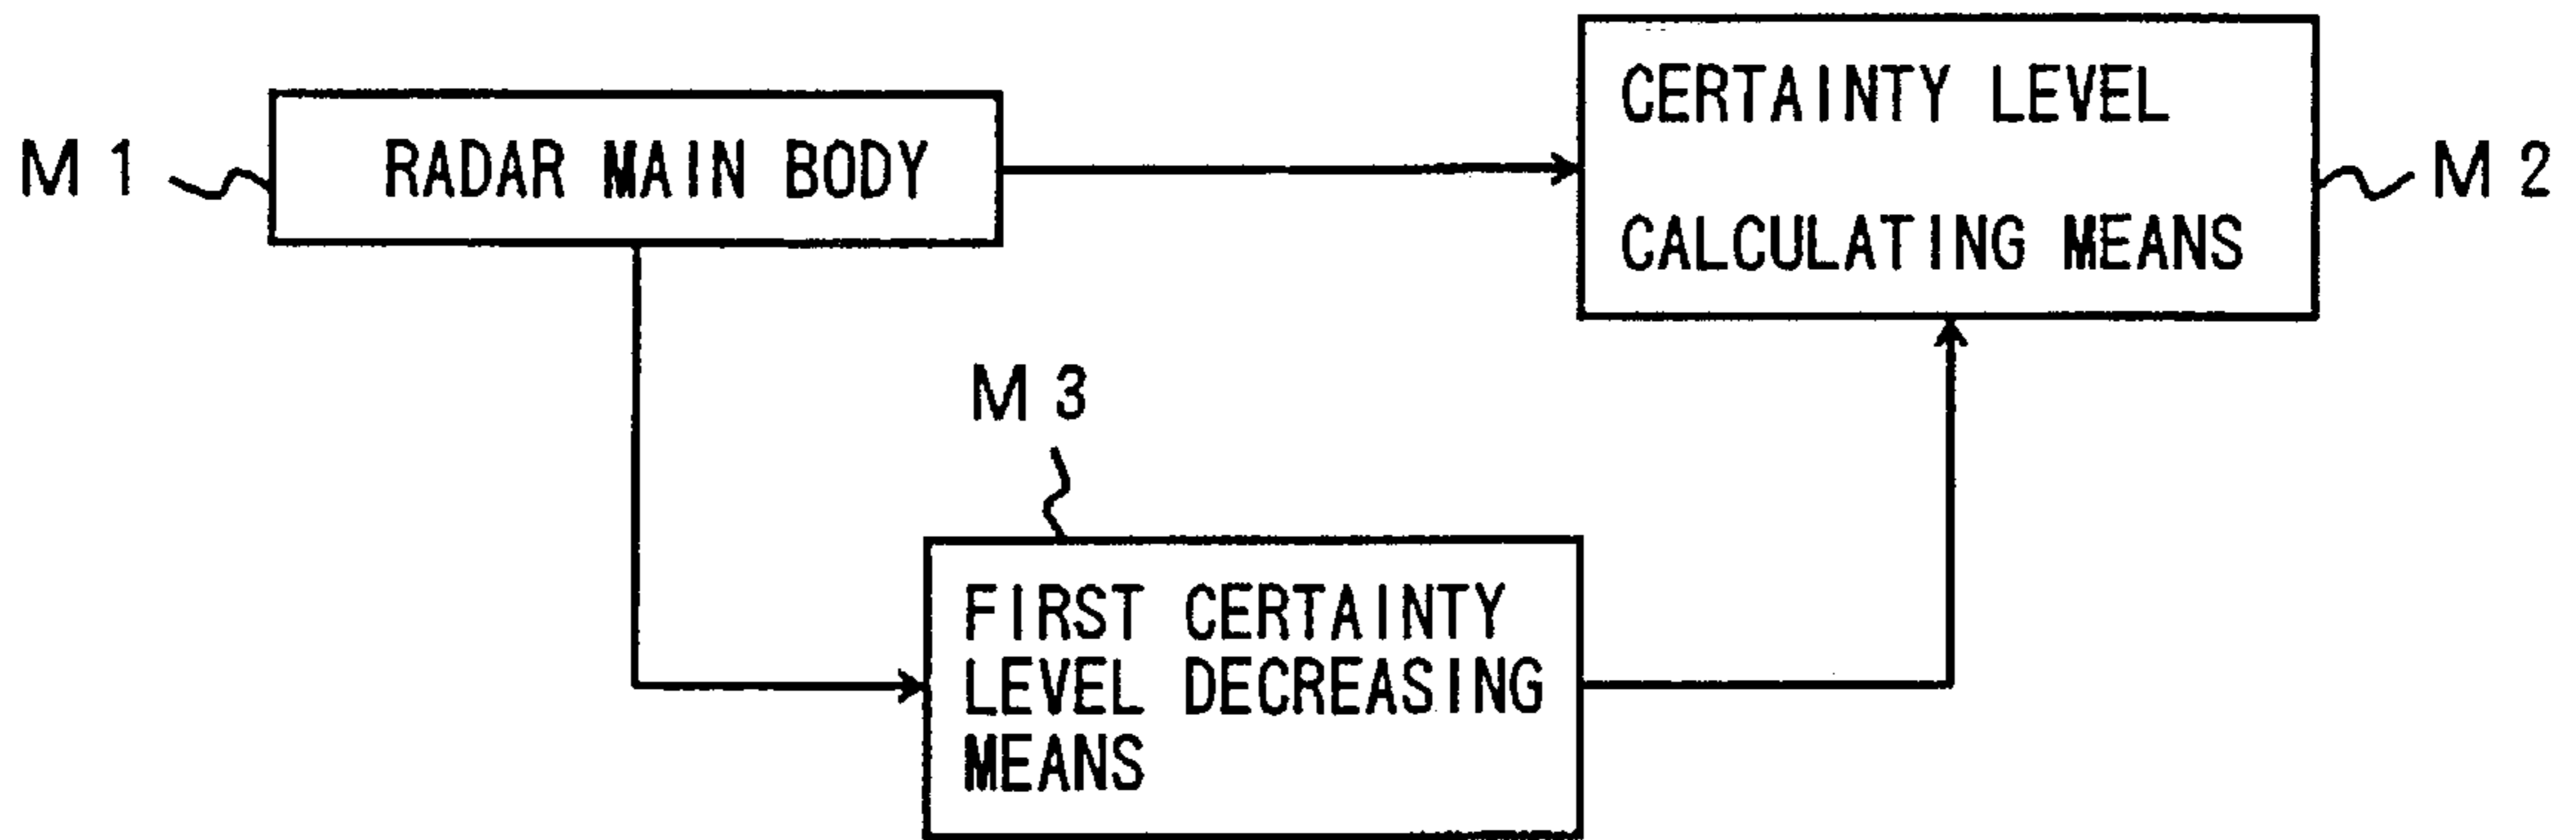 M 1
RADAR MAIN BODY
CERTAINTY LEVEL
CALCULATING MEANS
M 2
M 3
FIRST CERTAINTY
LEVEL DECREASING
MEANS